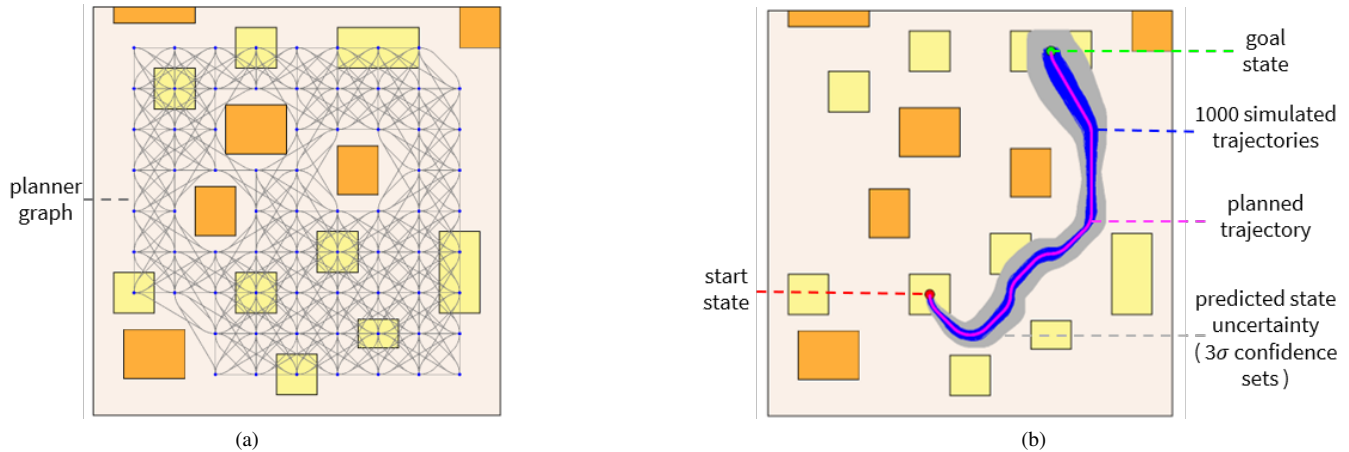 planner
graph
(a)
goal
state
1000 simulated
trajectories
planned
trajectory
start
state
predicted state
uncertainty
( 3σ confidence
sets )
(b)